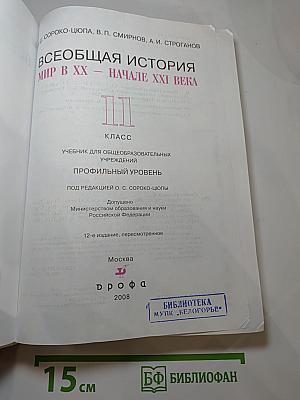 СОРОКО-ЦЮПА, В.П. СМИРНОВ, А.И. СТРОГАНОВ
ВСЕОБЩАЯ ИСТОРИЯ
МИР В XX — НАЧАЛЕ XXI ВЕКА
11
КЛАСС
УЧЕБНИК ДЛЯ ОБЩЕОБРАЗОВАТЕЛЬНЫХ
УЧРЕЖДЕНИЙ
ПРОФИЛЬНЫЙ УРОВЕНЬ
ПОД РЕДАКЦИЕЙ О. С. СОРОКО-ЦЮПЫ
Допущено
Министерством образования и науки
Российской Федерации
12-е издание, пересмотренное
Москва
дрофа
2008
БИБЛИОТЕКА
МУПК „БЕЛОГОРЬЕ"
15 см
БФ БИБЛИОФАН